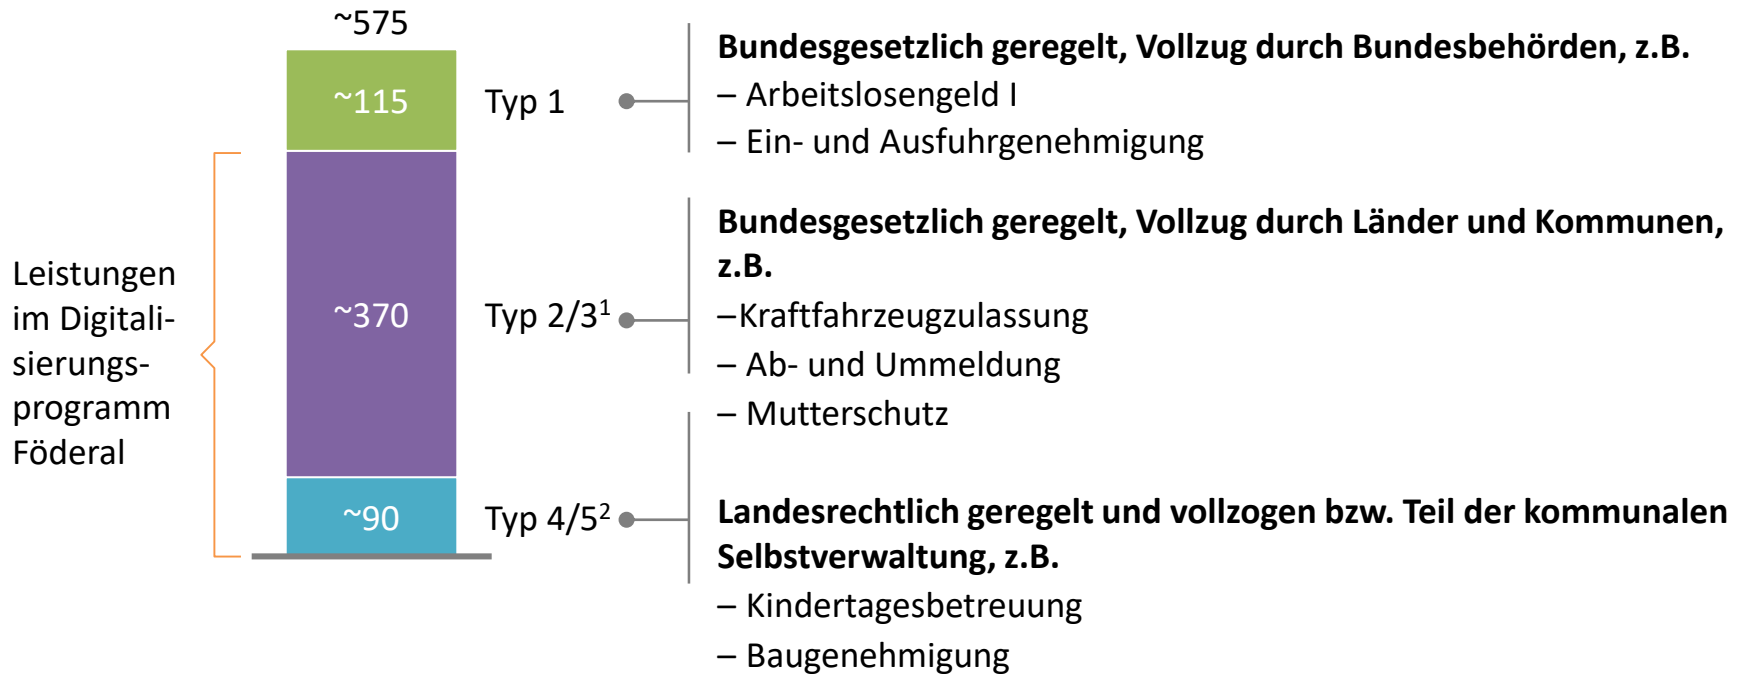 ~575
~115
Typ 1
Bundesgesetzlich geregelt, Vollzug durch Bundesbehörden, z.B.
– Arbeitslosengeld I
– Ein- und Ausfuhrgenehmigung
Leistungen
im Digitali-
sierungs-
programm
Föderal
~370
Typ 2/3¹
Bundesgesetzlich geregelt, Vollzug durch Länder und Kommunen,
z.B.
–Kraftfahrzeugzulassung
– Ab- und Ummeldung
– Mutterschutz
~90
Typ 4/5²
Landesrechtlich geregelt und vollzogen bzw. Teil der kommunalen
Selbstverwaltung, z.B.
– Kindertagesbetreuung
– Baugenehmigung